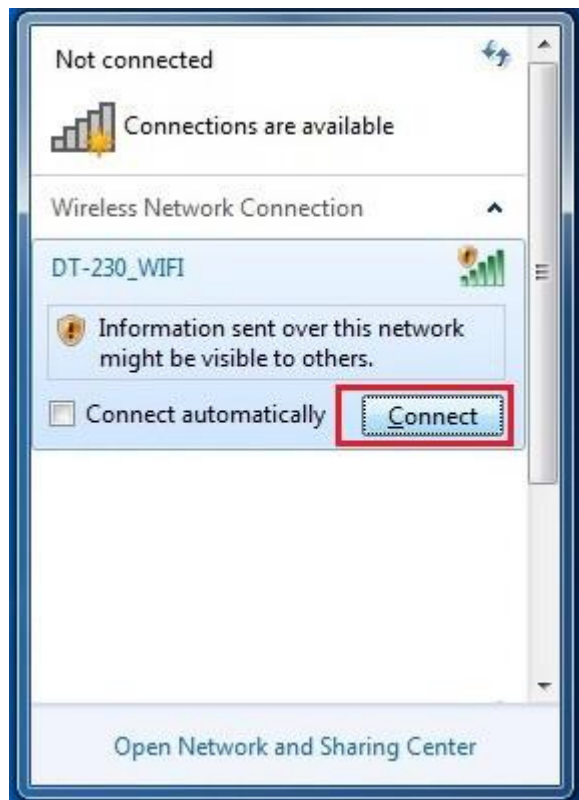 Not connected
Connections are available
Wireless Network Connection
DT-230_WIFI
Information sent over this network
might be visible to others.
Connect automatically
Connect
Open Network and Sharing Center